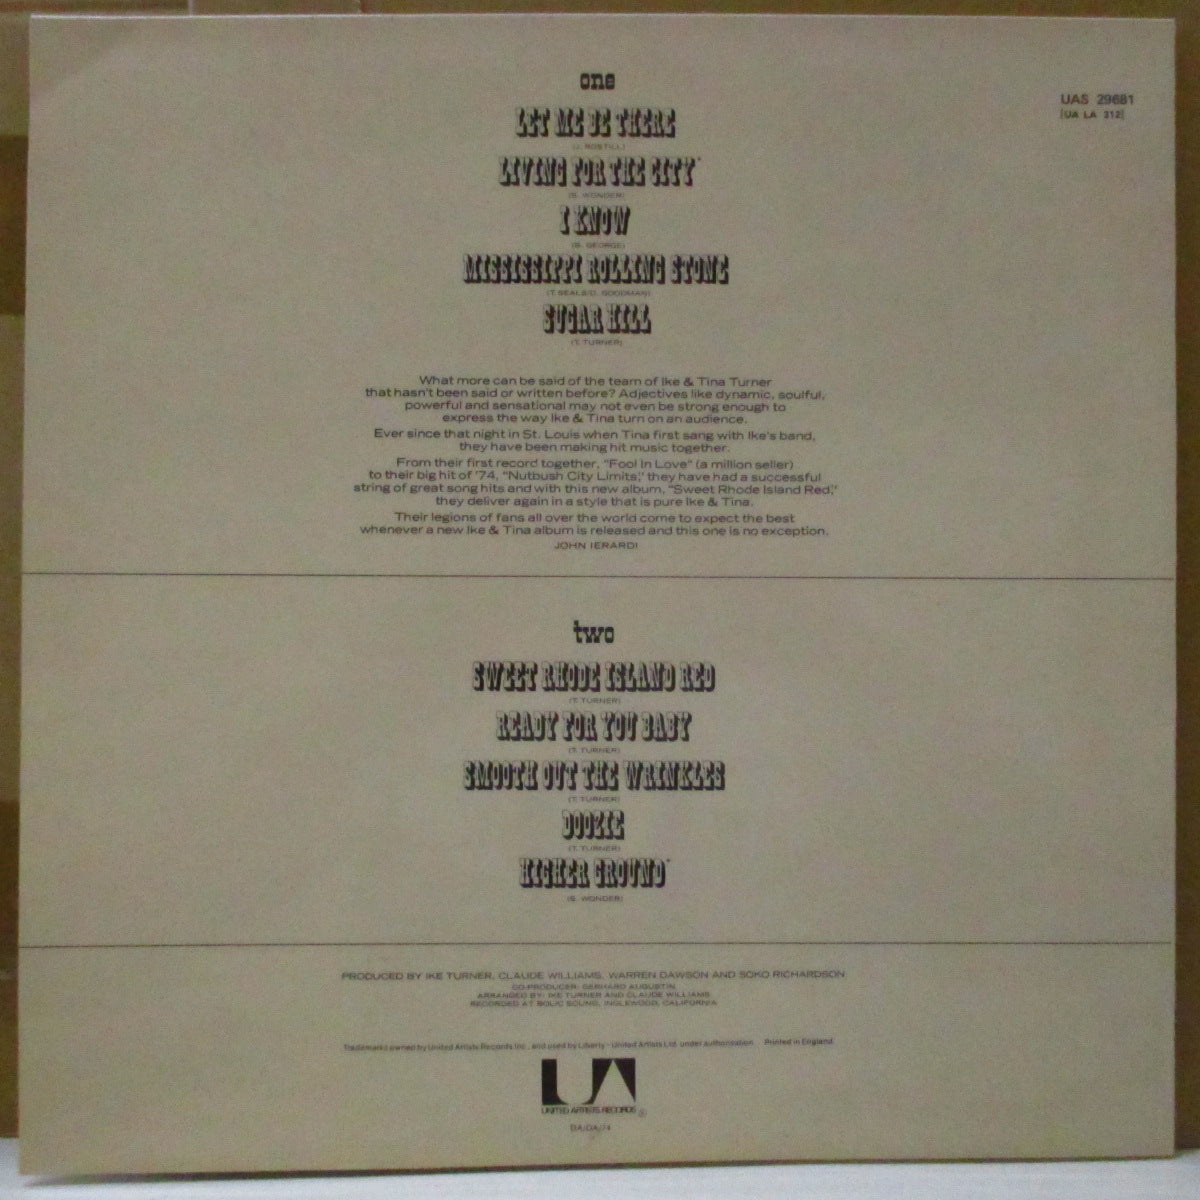 one
UAS 29681
[UA LA 312]
LET ME BE THERE
(J. ROSTILL)
LIVING FOR THE CITY*
(S. WONDER)
I KNOW
(B. GEORGE)
MISSISSIPPI ROLLING STONE
(T. SEALS/D. GOODMAN)
SUGAR HILL
(T. TURNER)
What more can be said of the team of Ike & Tina Turner
that hasn't been said or written before? Adjectives like dynamic, soulful,
powerful and sensational may not even be strong enough to
express the way Ike & Tina turn on an audience.
Ever since that night in St. Louis when Tina first sang with Ike's band,
they have been making hit music together.
From their first record together, "Fool in Love" (a million seller)
to their big hit of '74, "Nutbush City Limits," they have had a successful
string of great song hits and with this new album, "Sweet Rhode Island Red,"
they deliver again in a style that is pure Ike & Tina.
Their legions of fans all over the world come to expect the best
whenever a new Ike & Tina album is released and this one is no exception.
JOHN IERARDI
two
SWEET RHODE ISLAND RED
(T. TURNER)
READY FOR YOU BABY
(T. TURNER)
SMOOTH OUT THE WRINKLES
(T. TURNER)
DOOZIE
(T. TURNER)
HIGHER GROUND*
(S. WONDER)
PRODUCED BY IKE TURNER, CLAUDE WILLIAMS, WARREN DAWSON AND SOKO RICHARDSON
CO-PRODUCER: GERHARD AUGUSTIN
ARRANGED BY: IKE TURNER AND CLAUDE WILLIAMS
RECORDED AT BOLIC SOUND, INGLEWOOD, CALIFORNIA
Trademarks owned by United Artists Records Inc., and used by Liberty - United Artists Ltd. under authorisation. Printed in England
UA
UNITED ARTISTS RECORDS ®